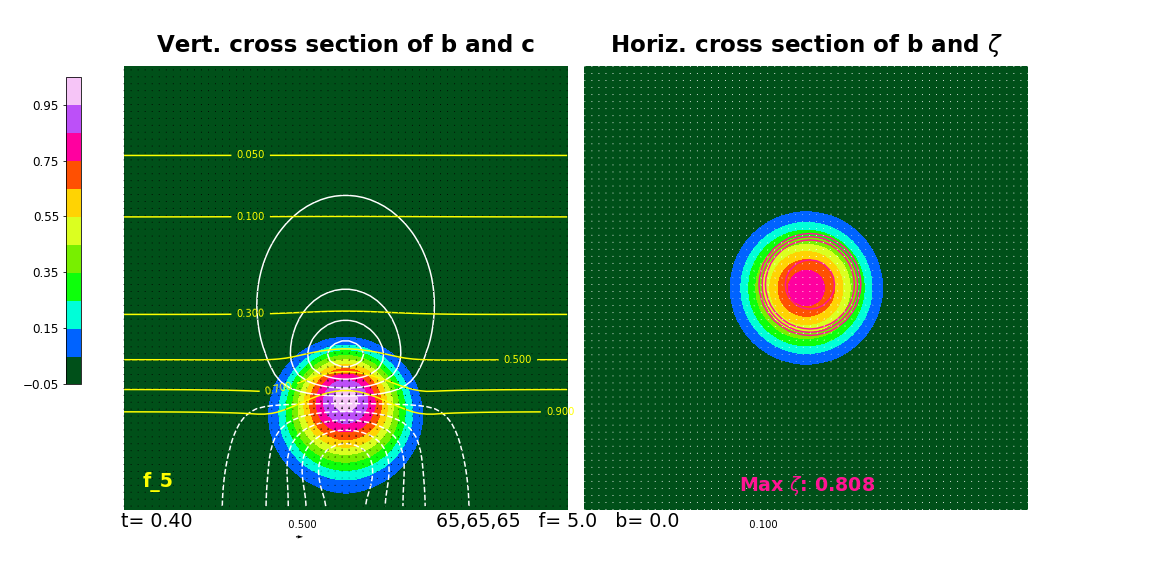 Vert. cross section of b and c
Horiz. cross section of b and ζ
0.95
0.75
0.55
0.35
0.15
−0.05
0.050
0.100
0.300
0.500
0.900
f_5
Max ζ: 0.808
t= 0.40
0.500
65,65,65 f= 5.0 b= 0.0
0.100